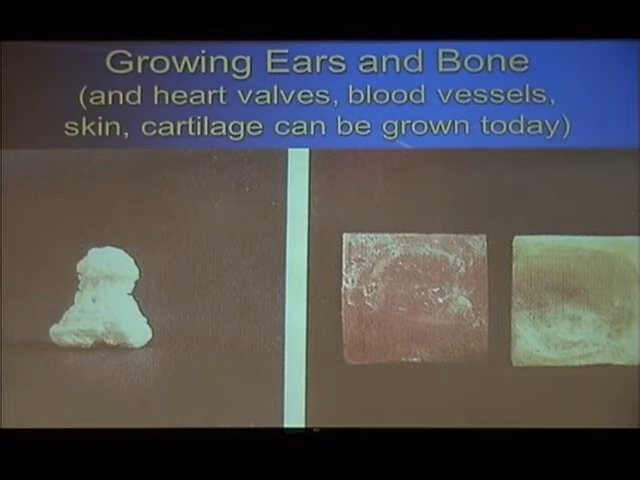 Growing Ears and Bone
(and heart valves, blood vessels,
skin, cartilage can be grown today)